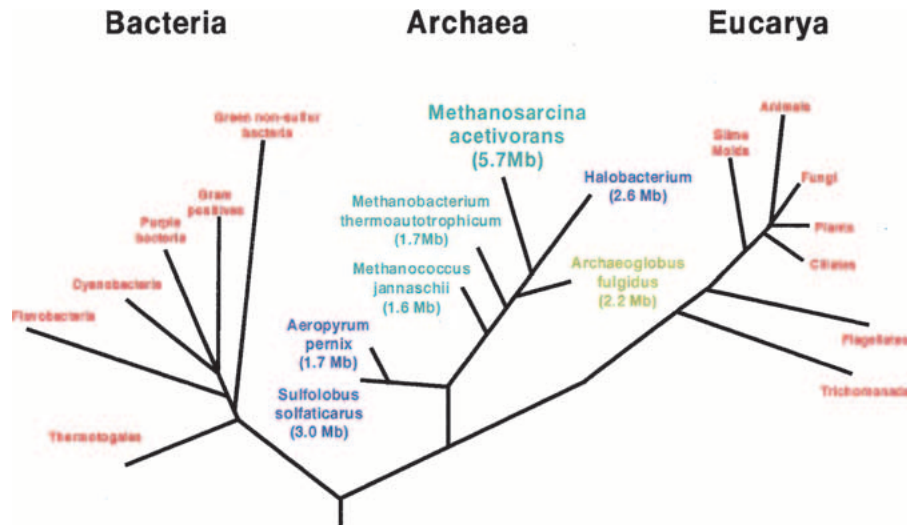 Bacteria
Archaea
Eucarya
Green non-sulfur
bacteria
Gram
positives
Purple
bacteria
Cyanobacteria
Flavobacteria
Thermotogales
Methanosarcina
acetivorans
(5.7Mb)
Halobacterium
(2.6 Mb)
Methanobacterium
thermoautotrophicum
(1.7Mb)
Methanococcus
jannaschii
(1.6 Mb)
Archaeoglobus
fulgidus
(2.2 Mb)
Aeropyrum
pernix
(1.7 Mb)
Sulfolobus
solfaticarus
(3.0 Mb)
Animals
Slime
Molds
Fungi
Plants
Ciliates
Flagellates
Trichomonads